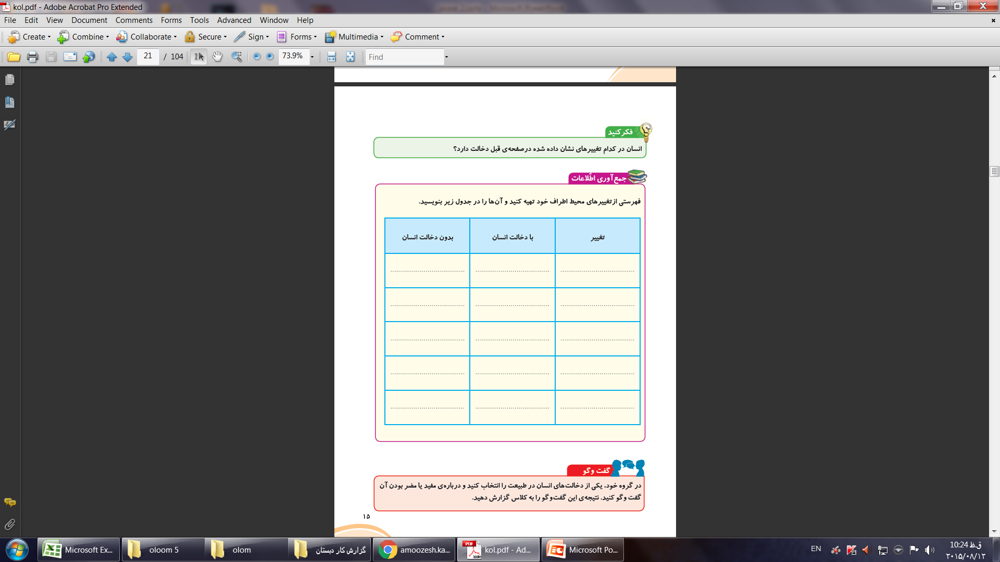 kol.pdf - Adobe Acrobat Pro Extended
File Edit View Document Comments Forms Tools Advanced Window Help
Create Combine Collaborate Secure Sign Forms Multimedia Comment
21 / 104 73.9% Find
فکر کنید
انسان در کدام تغییرهای نشان داده شده درصفحه‌ی قبل دخالت دارد؟
جمع‌آوری اطّلاعات
فهرستی ازتغییرهای محیط اطراف خود تهیه کنید و آن‌ها را در جدول زیر بنویسید.
تغییر با دخالت انسان بدون دخالت انسان
گفت و گو
در گروه خود، یکی از دخالت‌های انسان در طبیعت را انتخاب کنید و درباره‌ی مفید یا مضر بودن آن
گفت و گو کنید. نتیجه‌ی این گفت‌و‌گو را به کلاس گزارش دهید.
۱۵
Microsoft Ex... oloom 5 olom گزارش کار دبستان amoozesh.ka... kol.pdf - Ad... Microsoft Po... EN 10:24 ق.ظ
۲۰۱۵/۰۸/۱۲